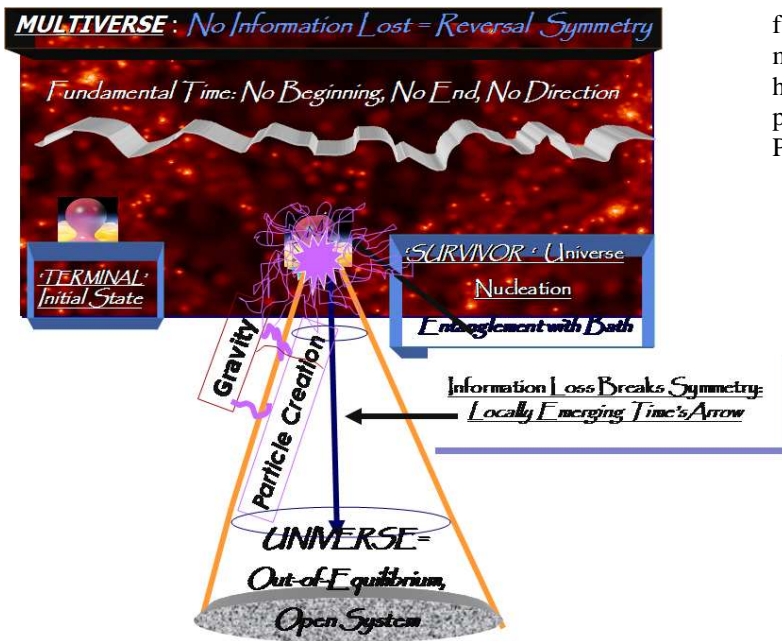 MULTIVERSE : No Information Lost = Reversal Symmetry
Fundamental Time: No Beginning, No End, No Direction
'TERMINAL'
Initial State
'SURVIVOR' Universe
Nucleation
Entanglement with Bath
Gravity
Particle Creation
Information Loss Breaks Symmetry:
Locally Emerging Time's Arrow
UNIVERSE=
Out-of-Equilibrium,
Open System
f
n
h
p
P